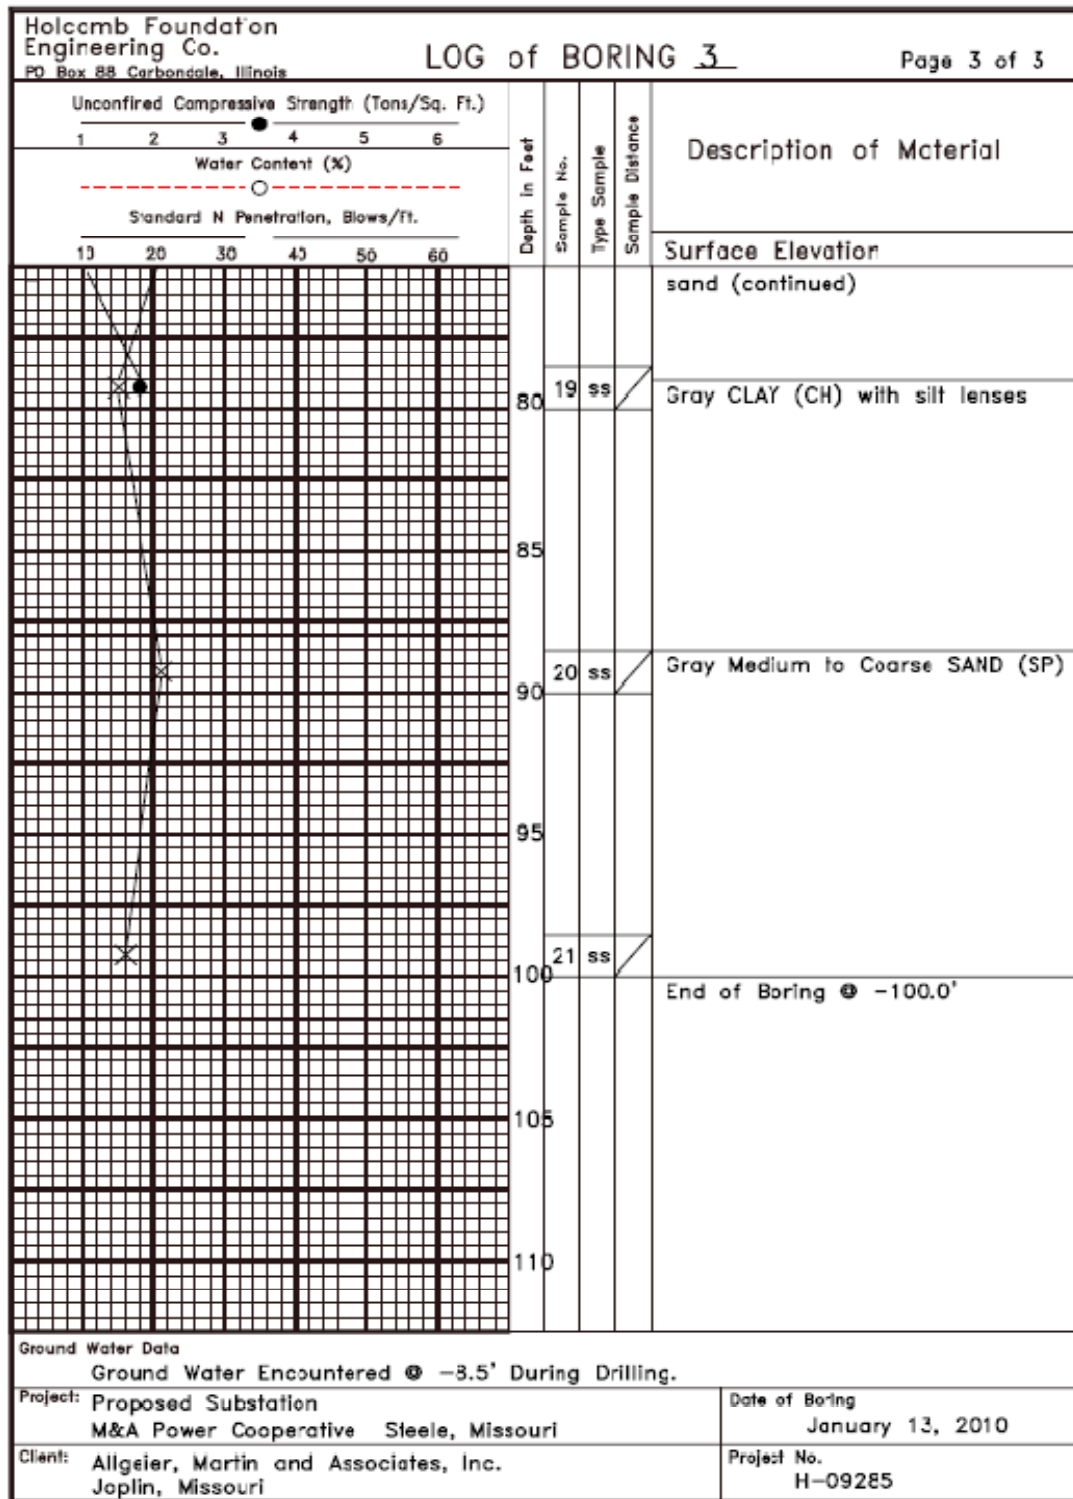 Holcomb Foundation
Engineering Co.
PO Box 88 Carbondale, Illinois
LOG of BORING 3
Page 3 of 3
Unconfined Compressive Strength (Tons/Sq. Ft.)
1 2 3 4 5 6
Water Content (%)
Standard N Penetration, Blows/Ft.
10 20 30 40 50 60
Depth in Feet
Sample No.
Type Sample
Sample Distance
Description of Material
Surface Elevation
sand (continued)
80 19 ss Gray CLAY (CH) with silt lenses
85
90 20 ss Gray Medium to Coarse SAND (SP)
95
100 21 ss
End of Boring @ -100.0'
105
110
Ground Water Data
Ground Water Encountered @ -8.5' During Drilling.
Project: Proposed Substation
M&A Power Cooperative Steele, Missouri
Date of Boring
January 13, 2010
Client: Allgeier, Martin and Associates, Inc.
Joplin, Missouri
Project No.
H-09285